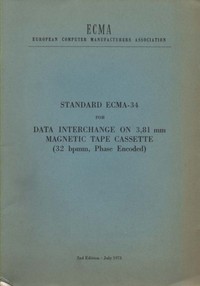 ECMA
EUROPEAN COMPUTER MANUFACTURERS ASSOCIATION
STANDARD ECMA-34
FOR
DATA INTERCHANGE ON 3,81 mm
MAGNETIC TAPE CASSETTE
(32 bpmm, Phase Encoded)
2nd Edition - July 1976